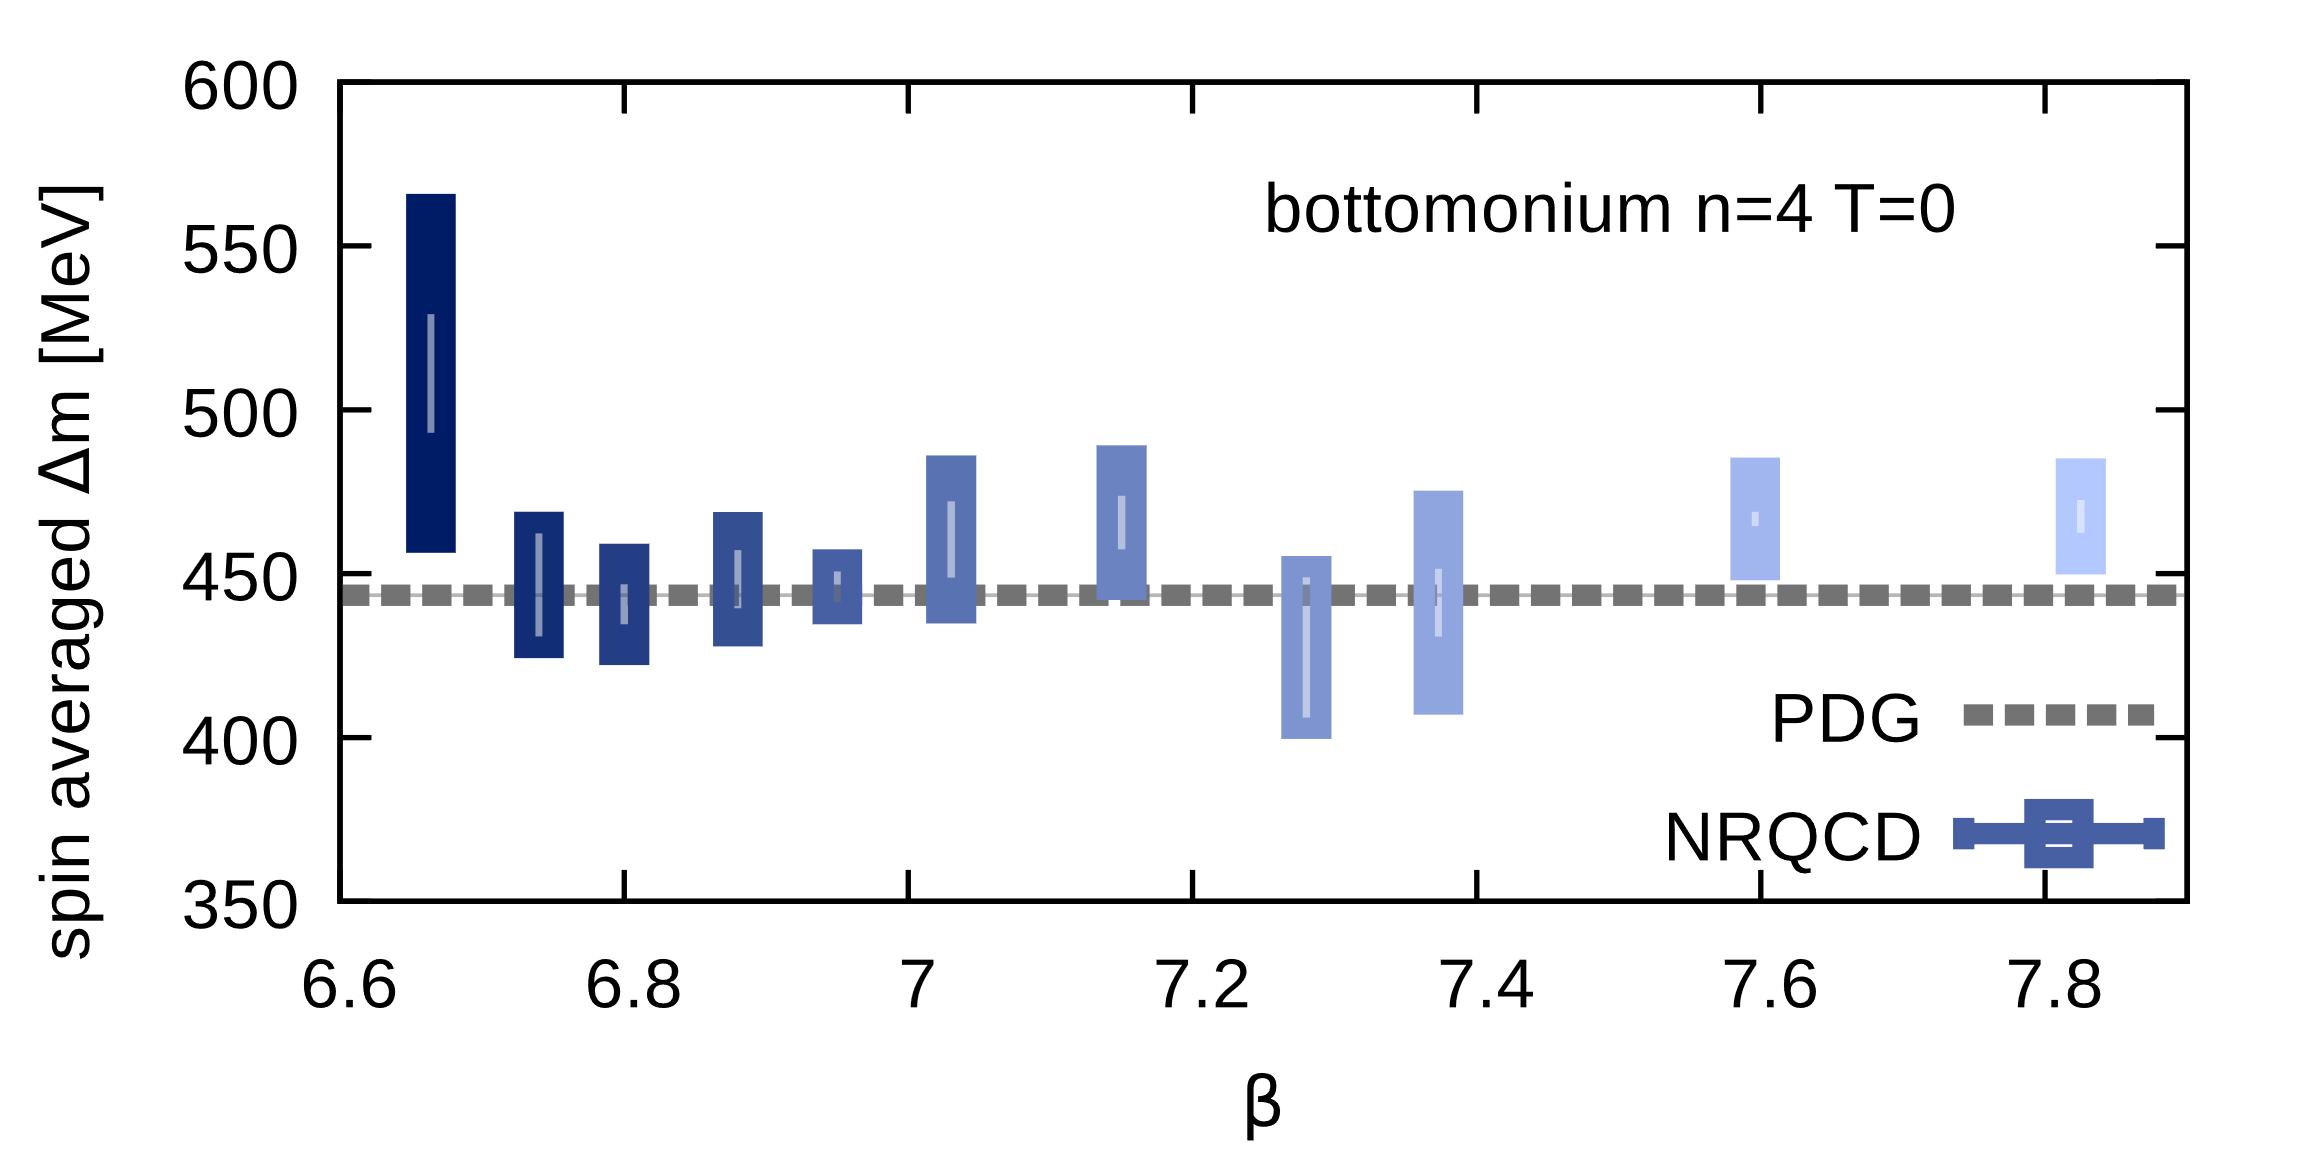 600
550
500
450
400
350
spin averaged Δm [MeV]
bottomonium n=4 T=0
PDG
NRQCD
6.6 6.8 7 7.2 7.4 7.6 7.8
β